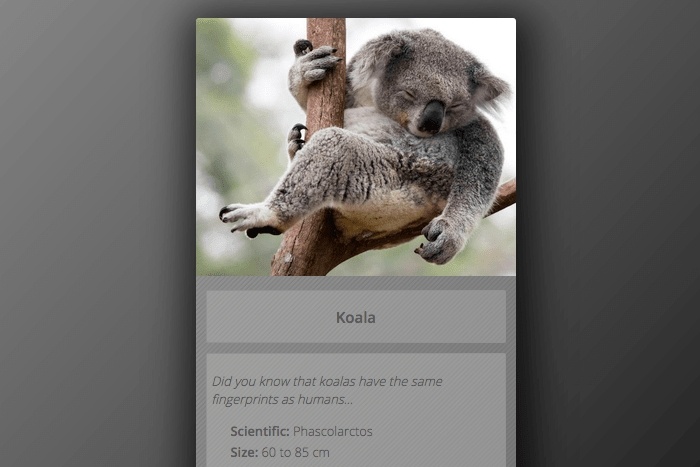 Koala
Did you know that koalas have the same
fingerprints as humans...
Scientific: Phascolarctos
Size: 60 to 85 cm